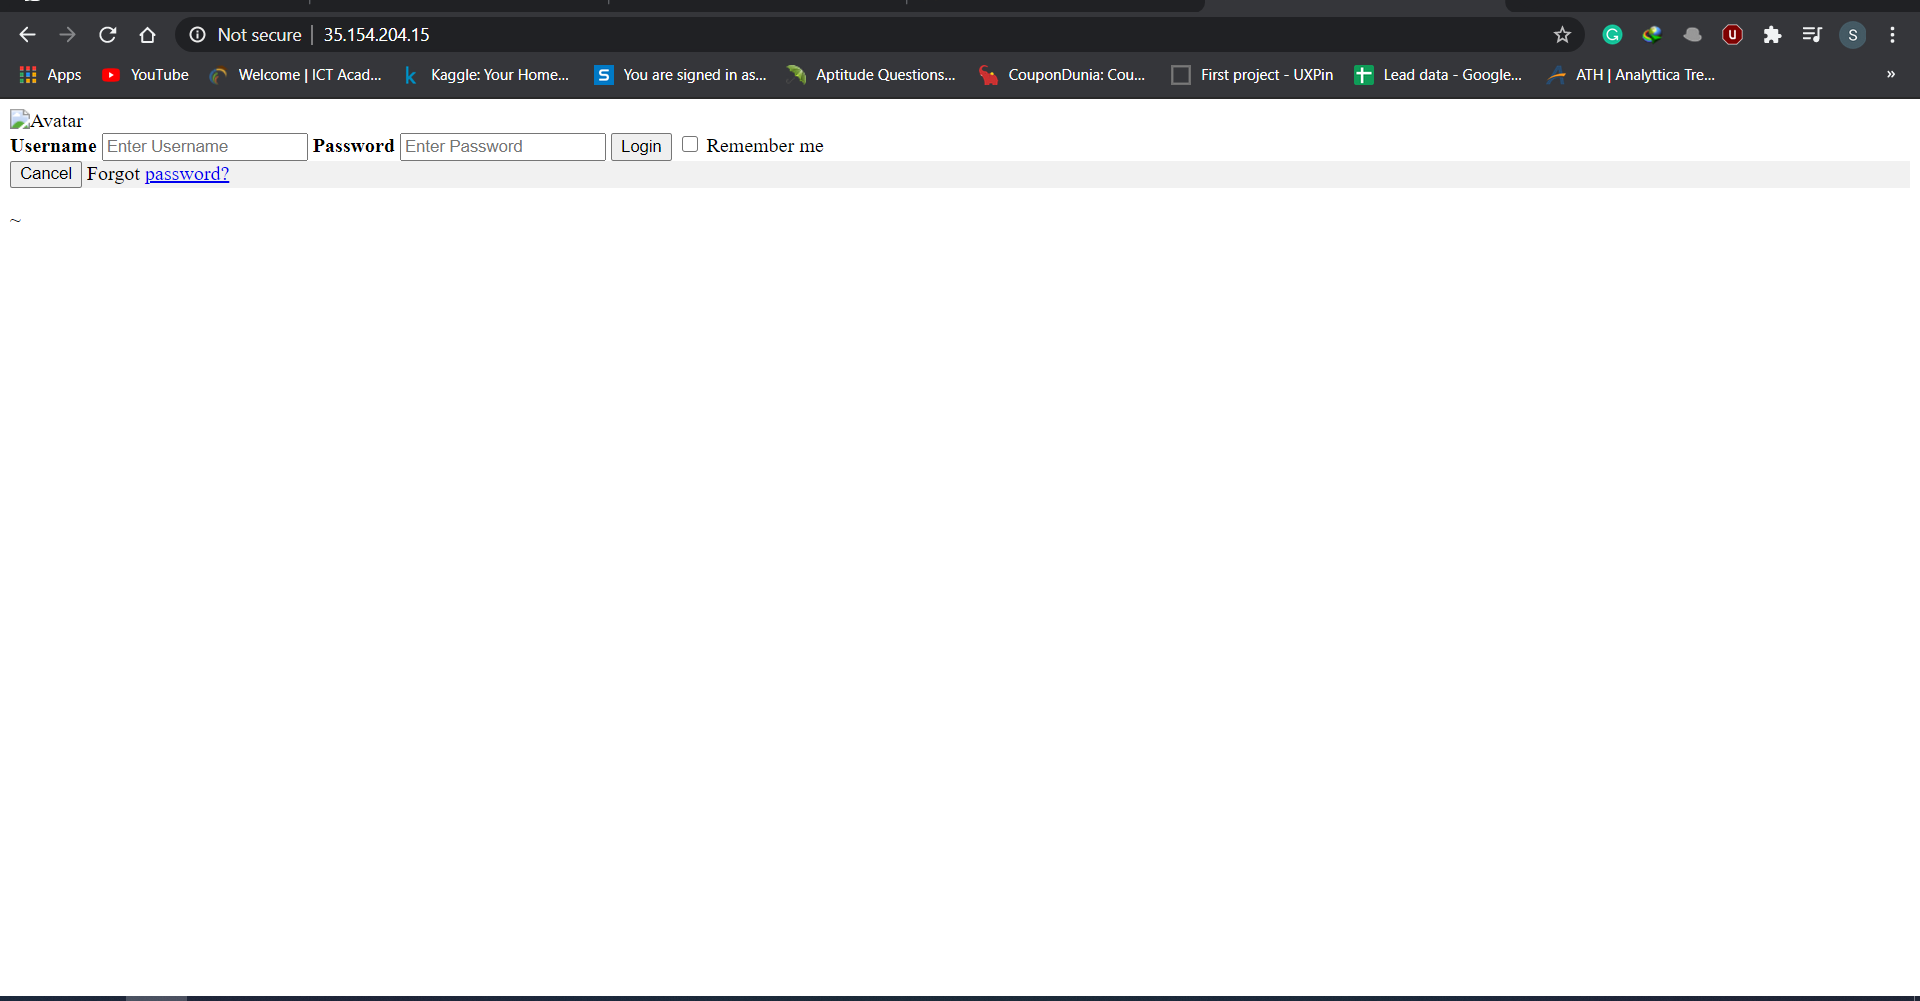 Not secure | 35.154.204.15
S
Apps YouTube Welcome | ICT Acad... Kaggle: Your Home... You are signed in as... Aptitude Questions... CouponDunia: Cou... First project - UXPin Lead data - Google... ATH | Analyttica Tre... »
Avatar
Username Enter Username Password Enter Password Login Remember me
Cancel Forgot password?
~